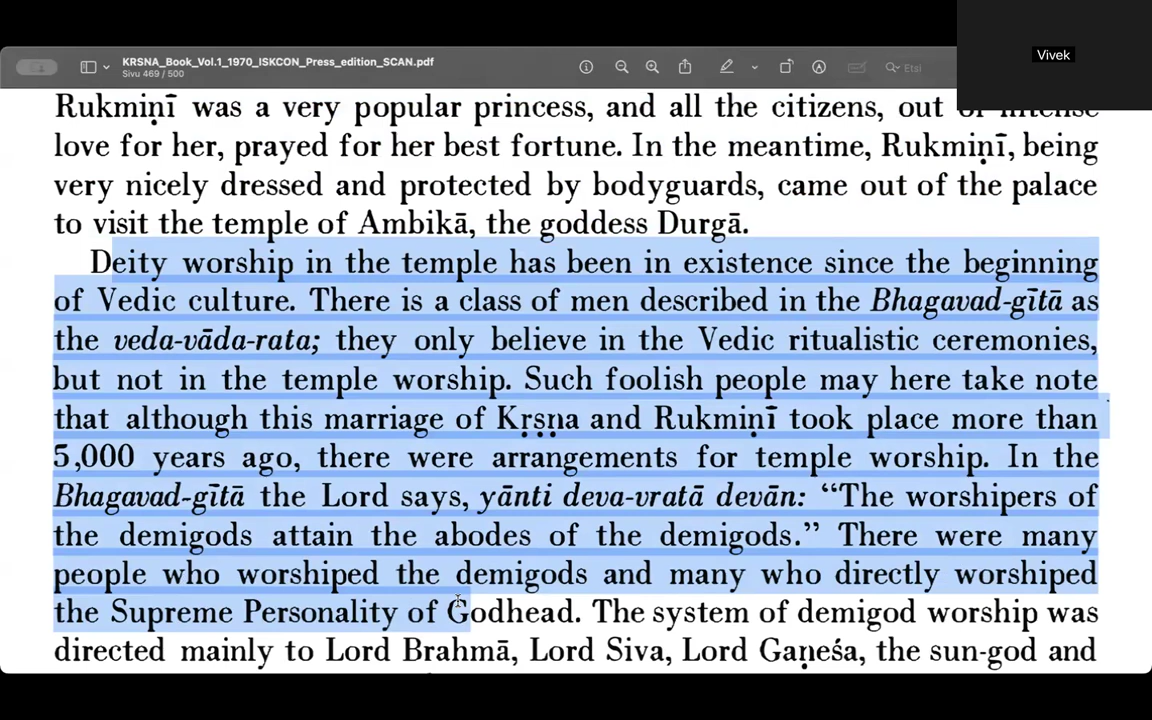 KRSNA_Book_Vol.1_1970_ISKCON_Press_edition_SCAN.pdf
Sivu 469 / 500
Etsi
Vivek
Rukmiṇī was a very popular princess, and all the citizens, out of intense
love for her, prayed for her best fortune. In the meantime, Rukmiṇī, being
very nicely dressed and protected by bodyguards, came out of the palace
to visit the temple of Ambikā, the goddess Durgā.
Deity worship in the temple has been in existence since the beginning
of Vedic culture. There is a class of men described in the Bhagavad-gītā as
the veda-vāda-rata; they only believe in the Vedic ritualistic ceremonies,
but not in the temple worship. Such foolish people may here take note
that although this marriage of Kṛṣṇa and Rukmiṇī took place more than
5,000 years ago, there were arrangements for temple worship. In the
Bhagavad-gītā the Lord says, yānti deva-vratā devān: “The worshipers of
the demigods attain the abodes of the demigods.” There were many
people who worshiped the demigods and many who directly worshiped
the Supreme Personality of Godhead. The system of demigod worship was
directed mainly to Lord Brahmā, Lord Siva, Lord Gaṇeśa, the sun-god and